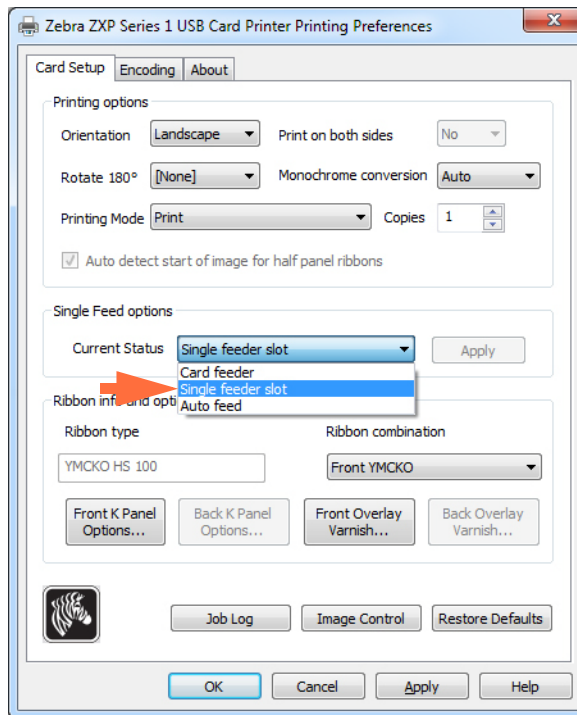 Zebra ZXP Series 1 USB Card Printer Printing Preferences
Card Setup Encoding About
Printing options
Orientation Landscape Print on both sides No
Rotate 180° [None] Monochrome conversion Auto
Printing Mode Print Copies 1
Auto detect start of image for half panel ribbons
Single Feed options
Current Status Single feeder slot Apply
Card feeder
Single feeder slot
Auto feed
Ribbon info and opti
Ribbon type Ribbon combination
YMCKO HS 100 Front YMCKO
Front K Panel Options... Back K Panel Options... Front Overlay Varnish... Back Overlay Varnish...
Job Log Image Control Restore Defaults
OK Cancel Apply Help